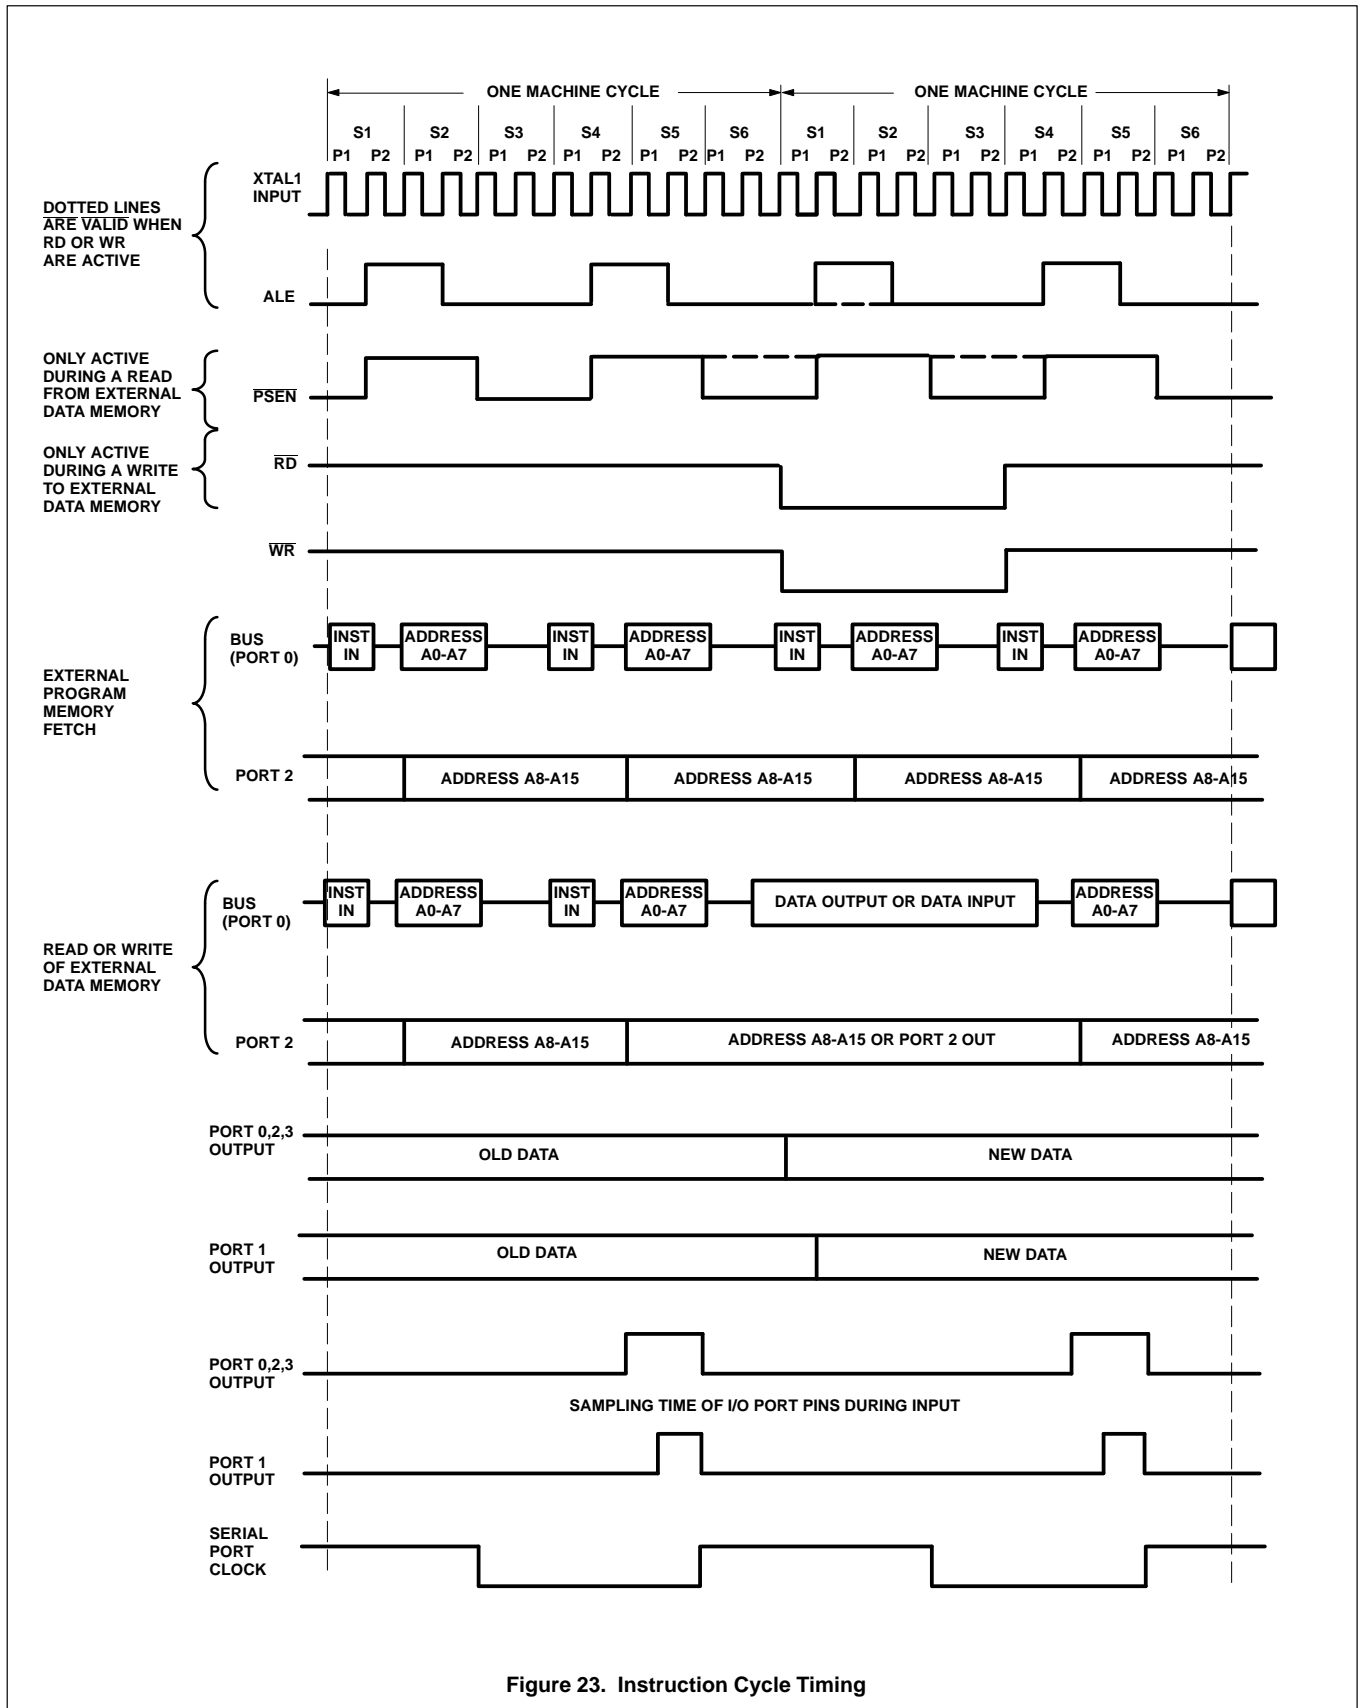 ONE MACHINE CYCLE ONE MACHINE CYCLE
S1 S2 S3 S4 S5 S6 S1 S2 S3 S4 S5 S6
P1 P2 P1 P2 P1 P2 P1 P2 P1 P2 P1 P2 P1 P2 P1 P2 P1 P2 P1 P2 P1 P2 P1 P2
XTAL1
INPUT
DOTTED LINES
ARE VALID WHEN
RD OR WR
ARE ACTIVE
ALE
ONLY ACTIVE
DURING A READ
FROM EXTERNAL
DATA MEMORY
PSEN
ONLY ACTIVE
DURING A WRITE
TO EXTERNAL
DATA MEMORY
RD
WR
EXTERNAL
PROGRAM
MEMORY
FETCH
BUS
(PORT 0)
INST
IN
ADDRESS
A0-A7
INST
IN
ADDRESS
A0-A7
INST
IN
ADDRESS
A0-A7
INST
IN
ADDRESS
A0-A7
PORT 2
ADDRESS A8-A15 ADDRESS A8-A15 ADDRESS A8-A15 ADDRESS A8-A15
READ OR WRITE
OF EXTERNAL
DATA MEMORY
BUS
(PORT 0)
INST
IN
ADDRESS
A0-A7
INST
IN
ADDRESS
A0-A7
DATA OUTPUT OR DATA INPUT
ADDRESS
A0-A7
PORT 2
ADDRESS A8-A15 ADDRESS A8-A15 OR PORT 2 OUT ADDRESS A8-A15
PORT 0,2,3
OUTPUT
OLD DATA NEW DATA
PORT 1
OUTPUT
OLD DATA NEW DATA
PORT 0,2,3
OUTPUT
SAMPLING TIME OF I/O PORT PINS DURING INPUT
PORT 1
OUTPUT
SERIAL
PORT
CLOCK
Figure 23. Instruction Cycle Timing